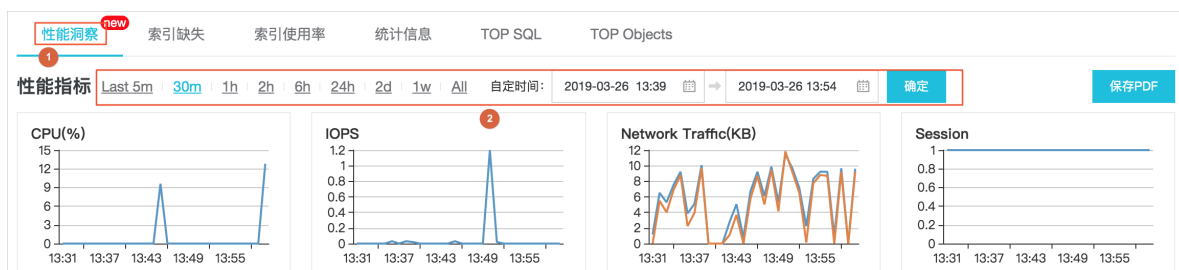 性能洞察 new 索引缺失 索引使用率 统计信息 TOP SQL TOP Objects
1
性能指标 Last 5m 30m 1h 2h 6h 24h 2d 1w All 自定时间： 2019-03-26 13:39 2019-03-26 13:54 确定 保存PDF
2
CPU(%)
15
12
9
6
3
0
13:31 13:37 13:43 13:49 13:55
IOPS
1.2
1
0.8
0.6
0.4
0.2
0
13:31 13:37 13:43 13:49 13:55
Network Traffic(KB)
12
10
8
6
4
2
0
13:31 13:37 13:43 13:49 13:55
Session
1
0.8
0.6
0.4
0.2
0
13:31 13:37 13:43 13:49 13:55